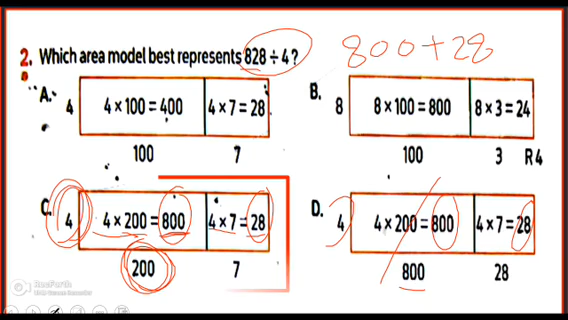 2. Which area model best represents 828 ÷ 4? 800 + 28
A. 4 4 × 100 = 400 4 × 7 = 28
100 7
B. 8 8 × 100 = 800 8 × 3 = 24
100 3 R4
C. 4 4 × 200 = 800 4 × 7 = 28
200 7
D. 4 4 × 200 = 800 4 × 7 = 28
800 28